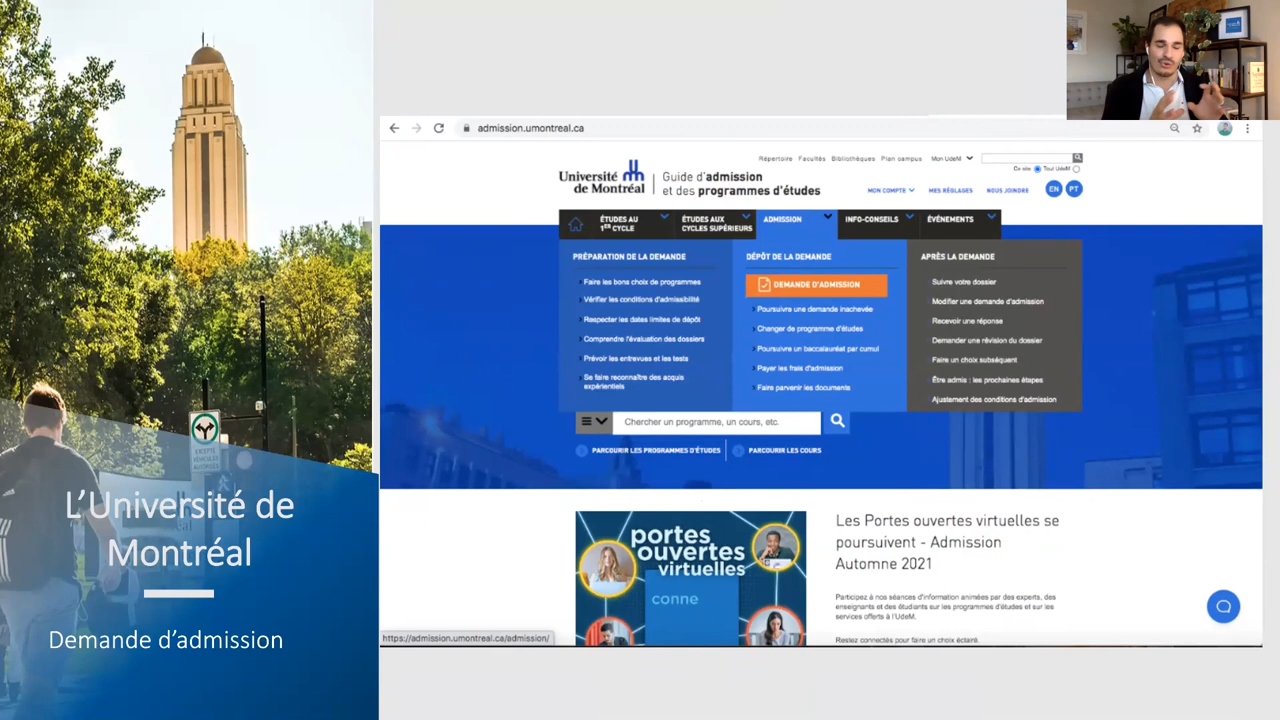 L'Université de
Montréal
Demande d'admission
admission.umontreal.ca
Répertoire Facultés Bibliothèques Plan campus Mon UdeM
Ce site Tout UdeM
Université
de Montréal
Guide d'admission
et des programmes d'études
MON COMPTE MES RÉGLAGES NOUS JOINDRE EN PT
ÉTUDES AU
1ER CYCLE
ÉTUDES AUX
CYCLES SUPÉRIEURS
ADMISSION
INFO-CONSEILS
ÉVÉNEMENTS
PRÉPARATION DE LA DEMANDE
Faire les bons choix de programmes
Vérifier les conditions d'admissibilité
Respecter les dates limites de dépôt
Comprendre l'évaluation des dossiers
Prévoir les entrevues et les tests
Se faire reconnaître des acquis
expérientiels
DÉPÔT DE LA DEMANDE
DEMANDE D'ADMISSION
Poursuivre une demande inachevée
Changer de programme d'études
Poursuivre un baccalauréat par cumul
Payer les frais d'admission
Faire parvenir les documents
APRÈS LA DEMANDE
Suivre votre dossier
Modifier une demande d'admission
Recevoir une réponse
Demander une révision du dossier
Faire un choix subséquent
Être admis : les prochaines étapes
Ajustement des conditions d'admission
Chercher un programme, un cours, etc.
PARCOURIR LES PROGRAMMES D'ÉTUDES
PARCOURIR LES COURS
portes
ouvertes
virtuelles
conne
Les Portes ouvertes virtuelles se
poursuivent - Admission
Automne 2021
Participez à nos séances d'information animées par des experts, des
enseignants et des étudiants sur les programmes d'études et sur les
services offerts à l'UdeM.
Restez connectés pour faire un choix éclairé.
https://admission.umontreal.ca/admission/